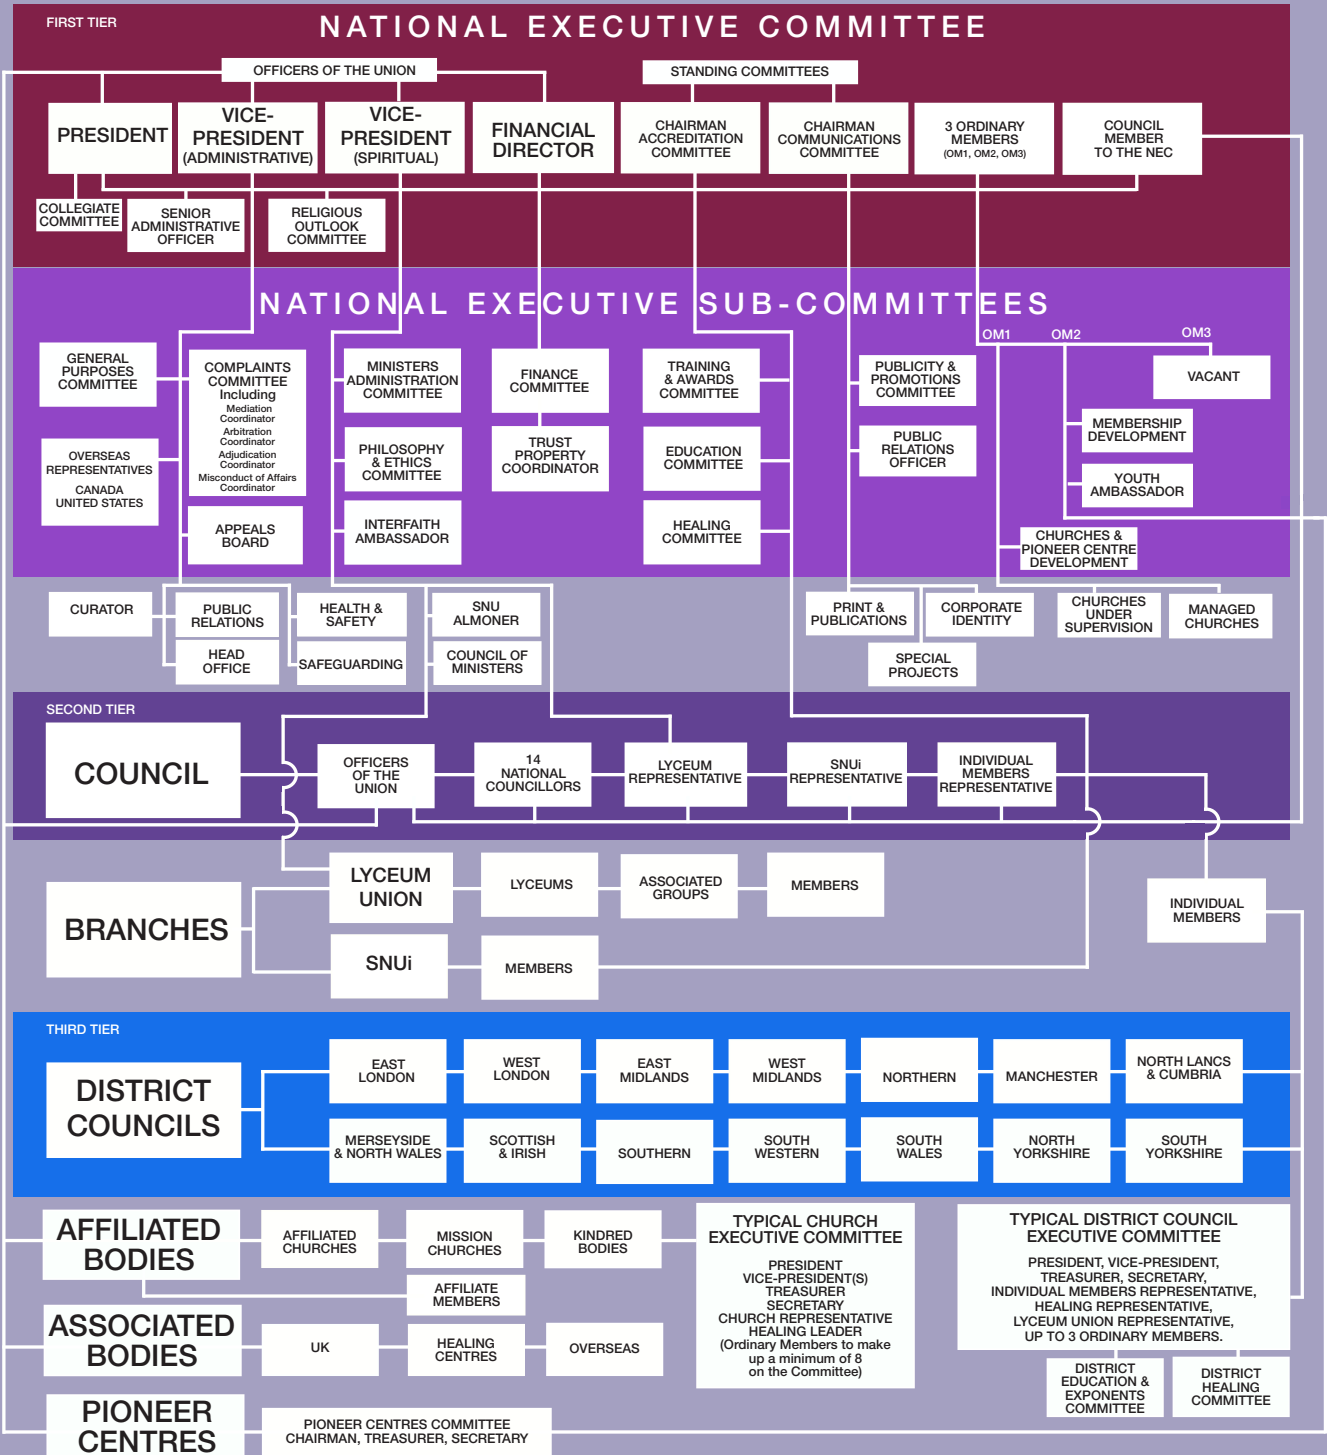 FIRST TIER
NATIONAL EXECUTIVE COMMITTEE
OFFICERS OF THE UNION
STANDING COMMITTEES
PRESIDENT
VICE-
PRESIDENT
(ADMINISTRATIVE)
VICE-
PRESIDENT
(SPIRITUAL)
FINANCIAL
DIRECTOR
CHAIRMAN
ACCREDITATION
COMMITTEE
CHAIRMAN
COMMUNICATIONS
COMMITTEE
3 ORDINARY
MEMBERS
(OM1, OM2, OM3)
COUNCIL
MEMBER
TO THE NEC
COLLEGIATE
COMMITTEE
SENIOR
ADMINISTRATIVE
OFFICER
RELIGIOUS
OUTLOOK
COMMITTEE
NATIONAL EXECUTIVE SUB-COMMITTEES
OM1
OM2
OM3
GENERAL
PURPOSES
COMMITTEE
COMPLAINTS
COMMITTEE
Including
Mediation
Coordinator
Arbitration
Coordinator
Adjudication
Coordinator
Misconduct of Affairs
Coordinator
MINISTERS
ADMINISTRATION
COMMITTEE
FINANCE
COMMITTEE
TRAINING
& AWARDS
COMMITTEE
PUBLICITY &
PROMOTIONS
COMMITTEE
VACANT
OVERSEAS
REPRESENTATIVES
CANADA
UNITED STATES
PHILOSOPHY
& ETHICS
COMMITTEE
TRUST
PROPERTY
COORDINATOR
EDUCATION
COMMITTEE
PUBLIC
RELATIONS
OFFICER
MEMBERSHIP
DEVELOPMENT
YOUTH
AMBASSADOR
APPEALS
BOARD
INTERFAITH
AMBASSADOR
HEALING
COMMITTEE
CHURCHES &
PIONEER CENTRE
DEVELOPMENT
CURATOR
PUBLIC
RELATIONS
HEALTH &
SAFETY
SNU
ALMONER
PRINT &
PUBLICATIONS
CORPORATE
IDENTITY
CHURCHES
UNDER
SUPERVISION
MANAGED
CHURCHES
HEAD
OFFICE
SAFEGUARDING
COUNCIL OF
MINISTERS
SPECIAL
PROJECTS
SECOND TIER
COUNCIL
OFFICERS
OF THE
UNION
14
NATIONAL
COUNCILLORS
LYCEUM
REPRESENTATIVE
SNUi
REPRESENTATIVE
INDIVIDUAL
MEMBERS
REPRESENTATIVE
BRANCHES
LYCEUM
UNION
LYCEUMS
ASSOCIATED
GROUPS
MEMBERS
INDIVIDUAL
MEMBERS
SNUi
MEMBERS
THIRD TIER
DISTRICT
COUNCILS
EAST
LONDON
WEST
LONDON
EAST
MIDLANDS
WEST
MIDLANDS
NORTHERN
MANCHESTER
NORTH LANCS
& CUMBRIA
MERSEYSIDE
& NORTH WALES
SCOTTISH
& IRISH
SOUTHERN
SOUTH
WESTERN
SOUTH
WALES
NORTH
YORKSHIRE
SOUTH
YORKSHIRE
AFFILIATED
BODIES
AFFILIATED
CHURCHES
MISSION
CHURCHES
KINDRED
BODIES
AFFILIATE
MEMBERS
TYPICAL CHURCH
EXECUTIVE COMMITTEE
PRESIDENT
VICE-PRESIDENT(S)
TREASURER
SECRETARY
CHURCH REPRESENTATIVE
HEALING LEADER
(Ordinary Members to make
up a minimum of 8
on the Committee)
TYPICAL DISTRICT COUNCIL
EXECUTIVE COMMITTEE
PRESIDENT, VICE-PRESIDENT,
TREASURER, SECRETARY,
INDIVIDUAL MEMBERS REPRESENTATIVE,
HEALING REPRESENTATIVE,
LYCEUM UNION REPRESENTATIVE,
UP TO 3 ORDINARY MEMBERS.
ASSOCIATED
BODIES
UK
HEALING
CENTRES
OVERSEAS
DISTRICT
EDUCATION &
EXPONENTS
COMMITTEE
DISTRICT
HEALING
COMMITTEE
PIONEER
CENTRES
PIONEER CENTRES COMMITTEE
CHAIRMAN, TREASURER, SECRETARY